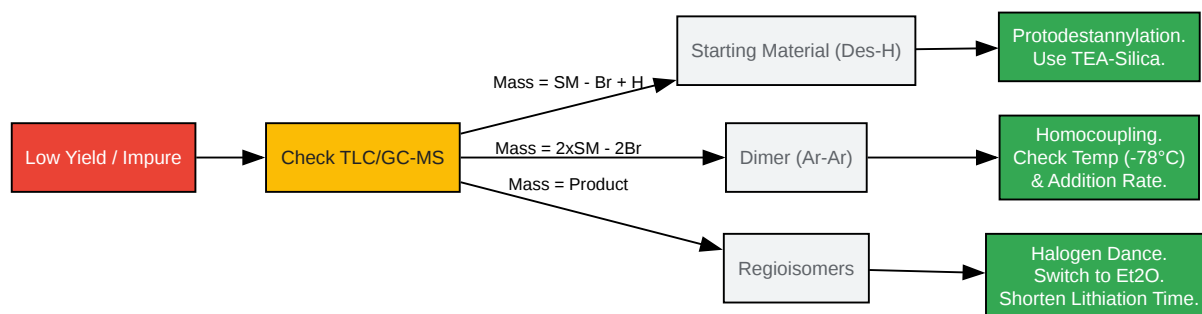 Low Yield / Impure
Check TLC/GC-MS
Mass = SM - Br + H
Mass = 2xSM - 2Br
Mass = Product
Starting Material (Des-H)
Dimer (Ar-Ar)
Regioisomers
Protodestannylation.
Use TEA-Silica.
Homocoupling.
Check Temp (-78°C)
& Addition Rate.
Halogen Dance.
Switch to Et2O.
Shorten Lithiation Time.